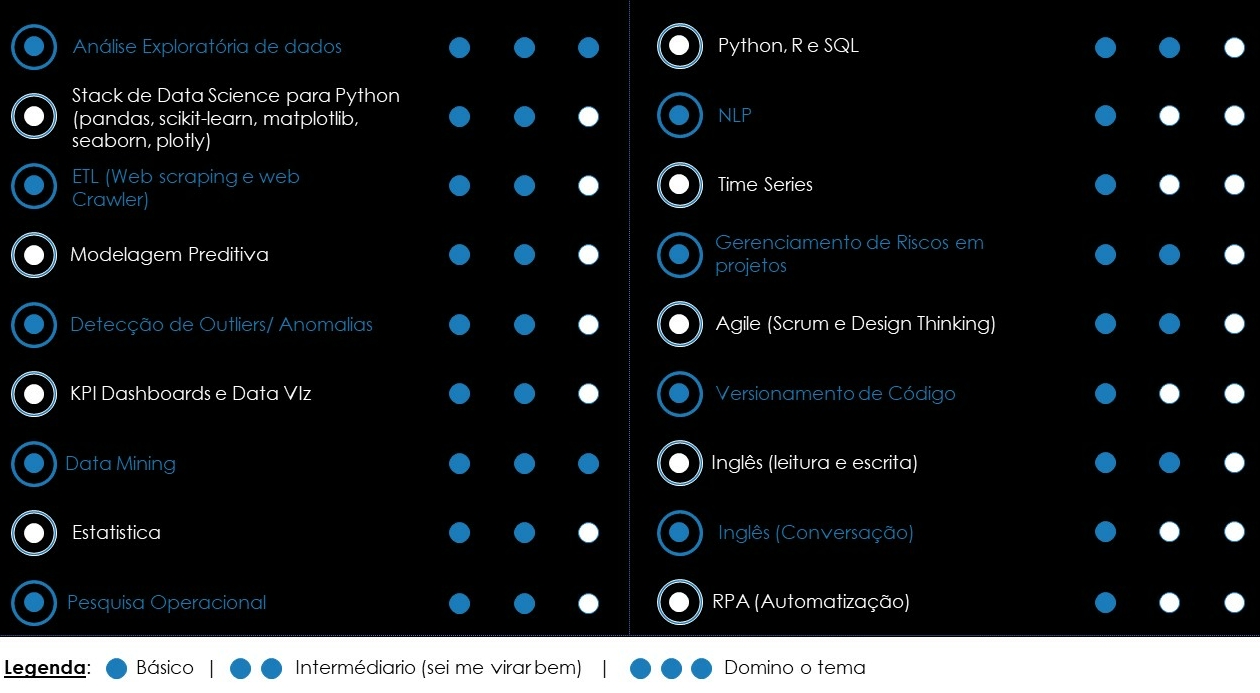 Análise Exploratória de dados
Stack de Data Science para Python
(pandas, scikit-learn, matplotlib,
seaborn, plotly)
ETL (Web scraping e web
Crawler)
Modelagem Preditiva
Detecção de Outliers/ Anomalias
KPI Dashboards e Data VIz
Data Mining
Estatistica
Pesquisa Operacional
Python, R e SQL
NLP
Time Series
Gerenciamento de Riscos em
projetos
Agile (Scrum e Design Thinking)
Versionamento de Código
Inglês (leitura e escrita)
Inglês (Conversação)
RPA (Automatização)
Legenda: Básico | Intermédiario (sei me virar bem) | Domino o tema